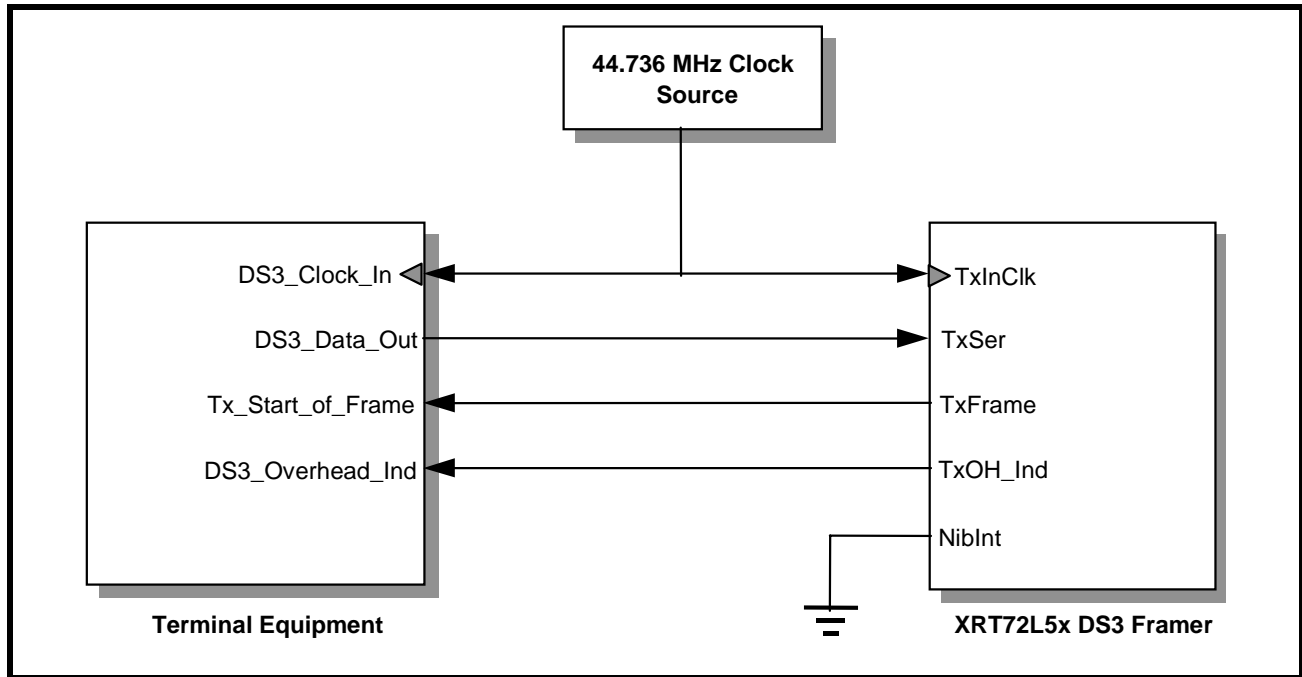 44.736 MHz Clock
Source
DS3_Clock_In
TxInClk
DS3_Data_Out
TxSer
Tx_Start_of_Frame
TxFrame
DS3_Overhead_Ind
TxOH_Ind
NibInt
Terminal Equipment
XRT72L5x DS3 Framer